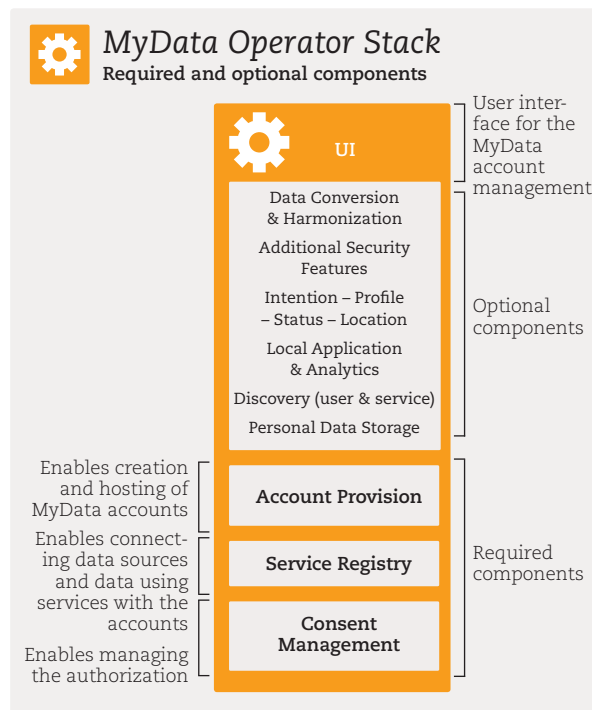 MyData Operator Stack
Required and optional components
User inter-
face for the
MyData
account
management
UI
Data Conversion
& Harmonization
Additional Security
Features
Intention – Profile
– Status – Location
Local Application
& Analytics
Discovery (user & service)
Personal Data Storage
Optional
components
Enables creation
and hosting of
MyData accounts
Account Provision
Enables connect-
ing data sources
and data using
services with the
accounts
Service Registry
Required
components
Enables managing
the authorization
Consent
Management